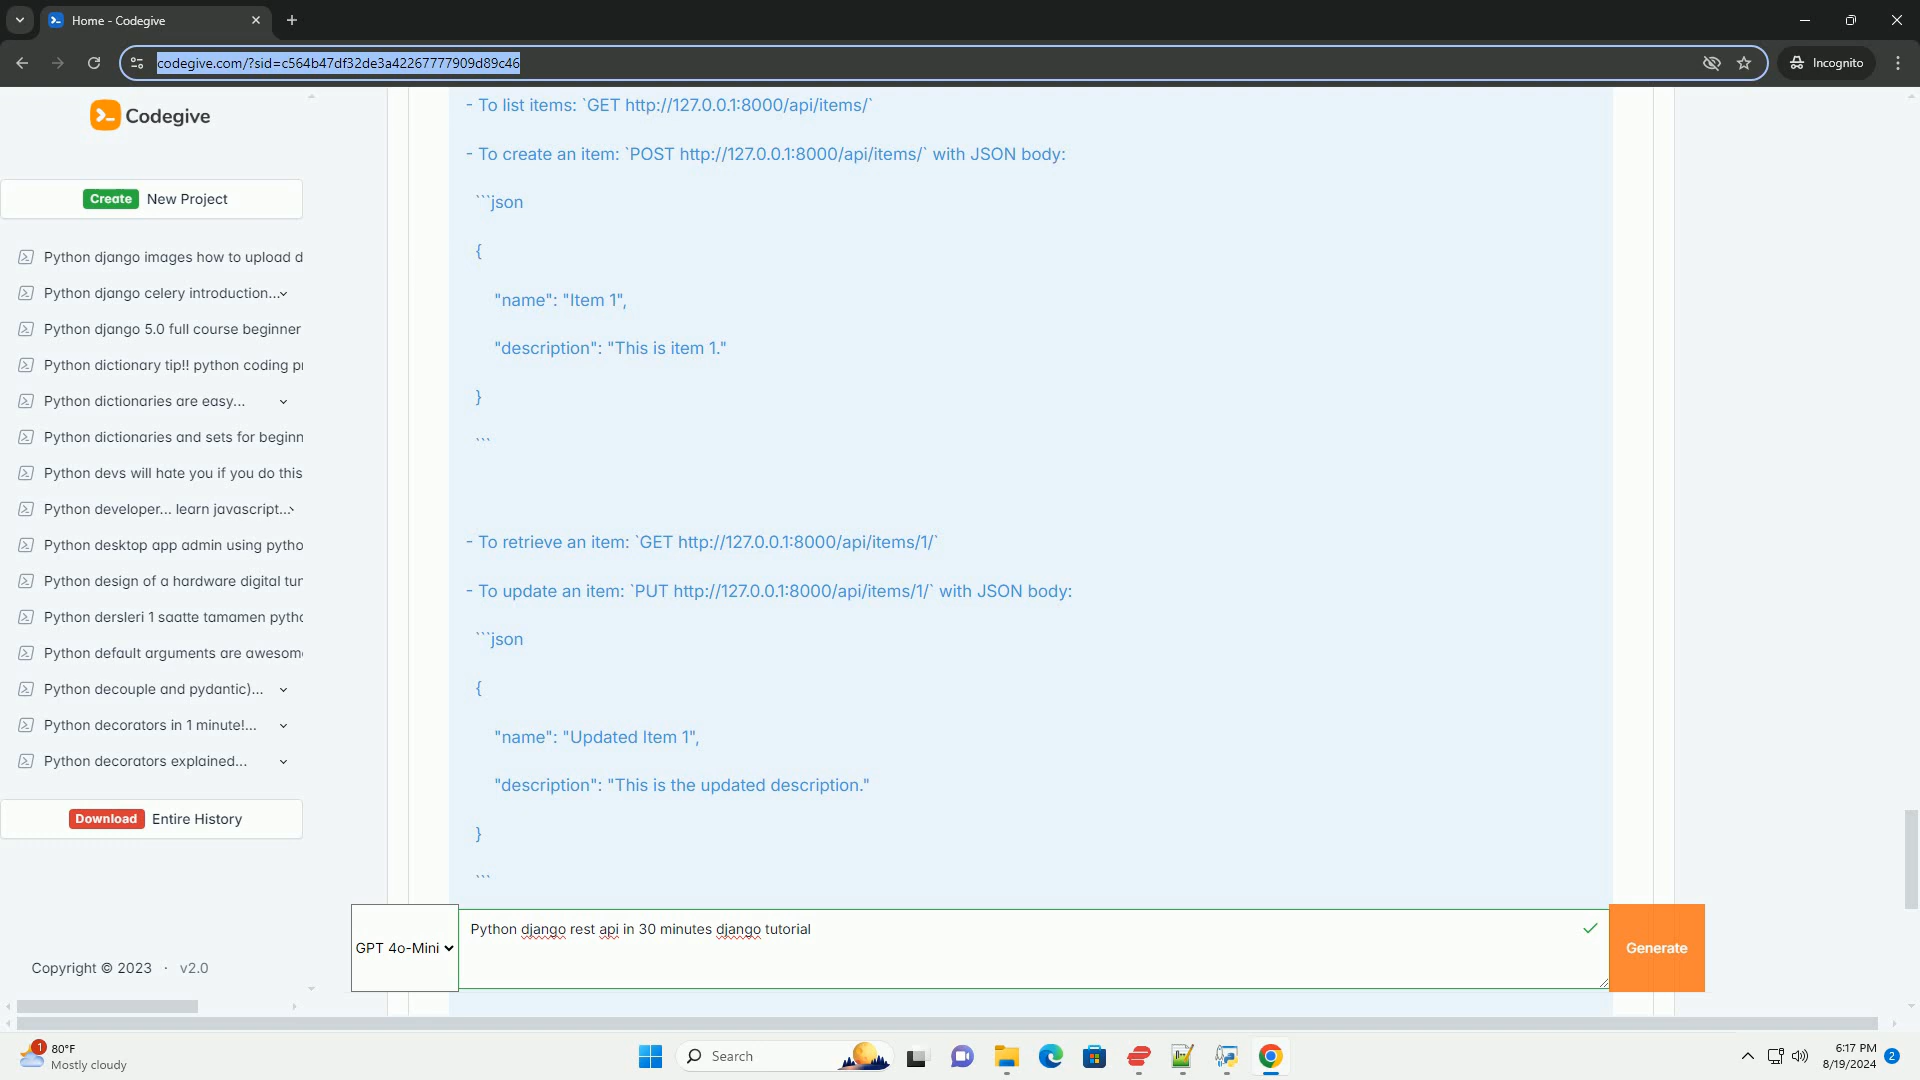 Home - Codegive
codegive.com/?sid=c564b47df32de3a42267777909d89c46
Incognito
Codegive
Create New Project
Python django images how to upload d
Python django celery introduction...
Python django 5.0 full course beginner
Python dictionary tip!! python coding pr
Python dictionaries are easy...
Python dictionaries and sets for beginn
Python devs will hate you if you do this
Python developer... learn javascript...
Python desktop app admin using pytho
Python design of a hardware digital tun
Python dersleri 1 saatte tamamen pytho
Python default arguments are awesom
Python decouple and pydantic)...
Python decorators in 1 minute!...
Python decorators explained...
Download Entire History
Copyright © 2023 · v2.0
- To list items: `GET http://127.0.0.1:8000/api/items/`
- To create an item: `POST http://127.0.0.1:8000/api/items/` with JSON body:
```json
{
"name": "Item 1",
"description": "This is item 1."
}
```
- To retrieve an item: `GET http://127.0.0.1:8000/api/items/1/`
- To update an item: `PUT http://127.0.0.1:8000/api/items/1/` with JSON body:
```json
{
"name": "Updated Item 1",
"description": "This is the updated description."
}
```
GPT 4o-Mini
Python django rest api in 30 minutes django tutorial
Generate
1
80°F
Mostly cloudy
Search
6:17 PM
8/19/2024
2